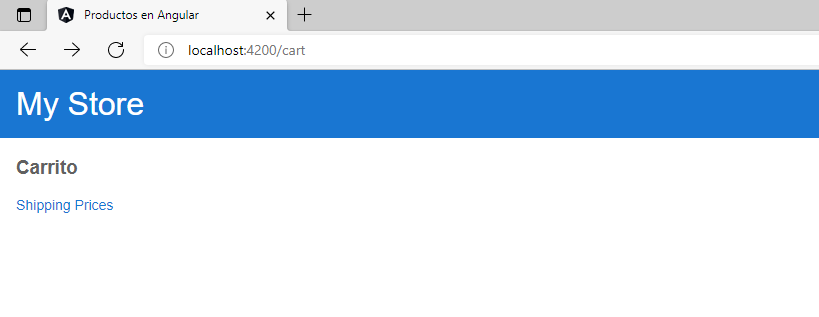 Productos en Angular
localhost:4200/cart
My Store
Carrito
Shipping Prices